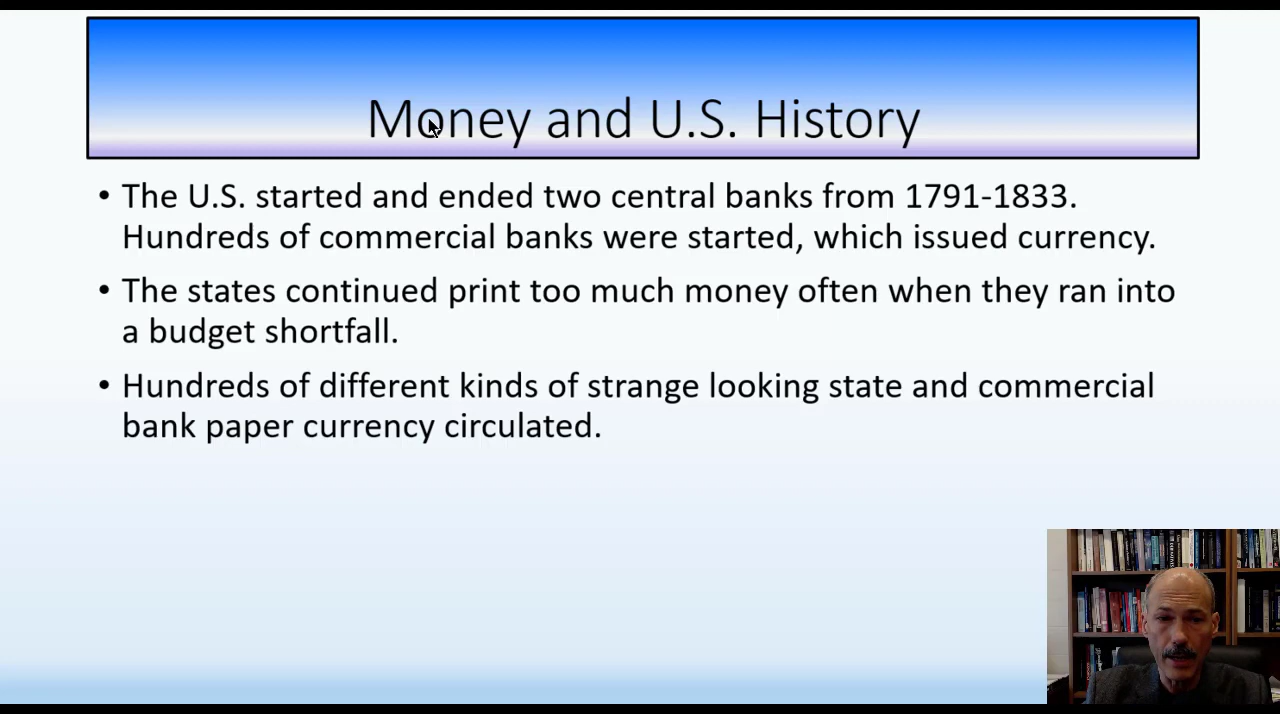 Money and U.S. History
• The U.S. started and ended two central banks from 1791-1833.
Hundreds of commercial banks were started, which issued currency.
• The states continued print too much money often when they ran into
a budget shortfall.
• Hundreds of different kinds of strange looking state and commercial
bank paper currency circulated.